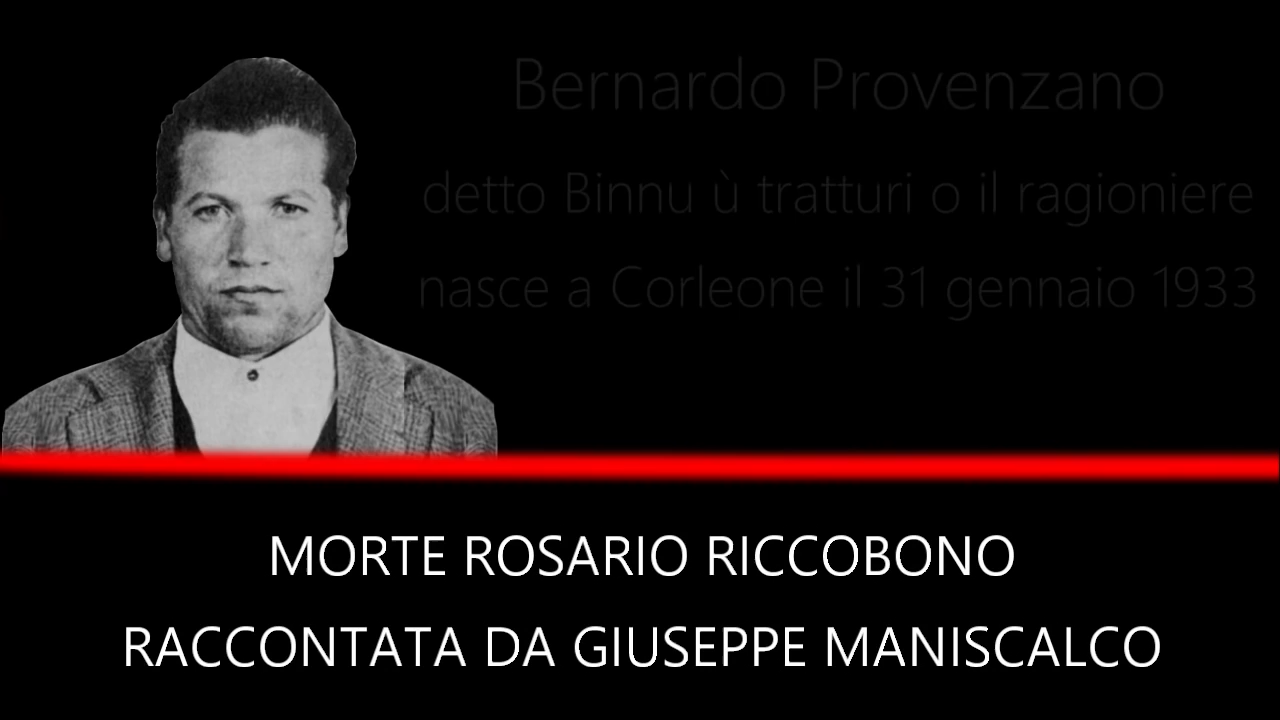 Bernardo Provenzano
detto Binnu ù tratturi o il ragioniere
nasce a Corleone il 31 gennaio 1933
MORTE ROSARIO RICCOBONO
RACCONTATA DA GIUSEPPE MANISCALCO